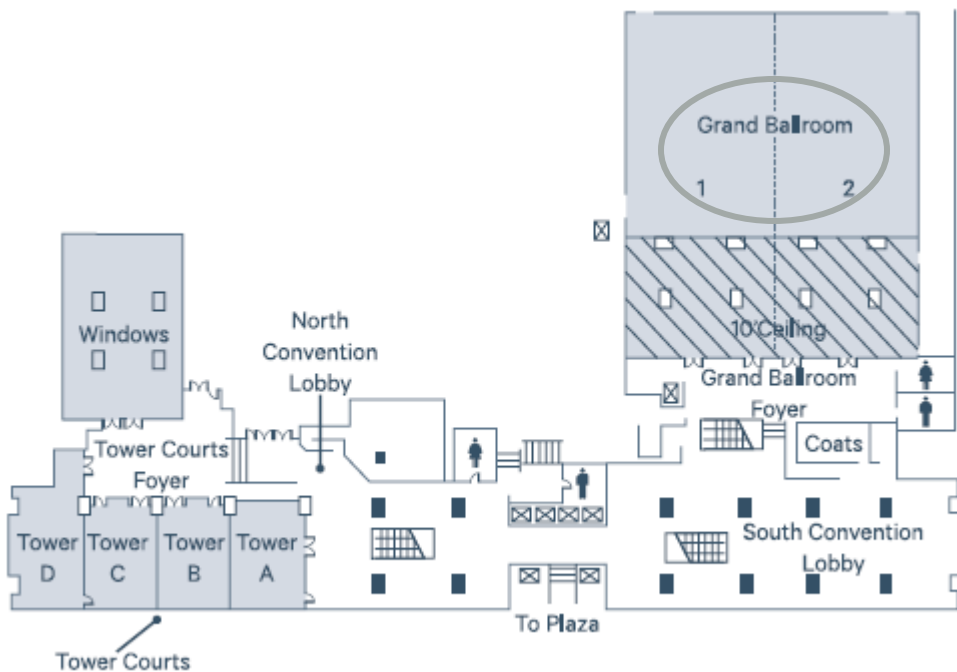 Grand Ballroom
1
2
10'Ceiling
Grand Ballroom
Foyer
Coats
North
Convention
Lobby
Windows
Tower Courts
Foyer
Tower
D
Tower
C
Tower
B
Tower
A
South Convention
Lobby
To Plaza
Tower Courts